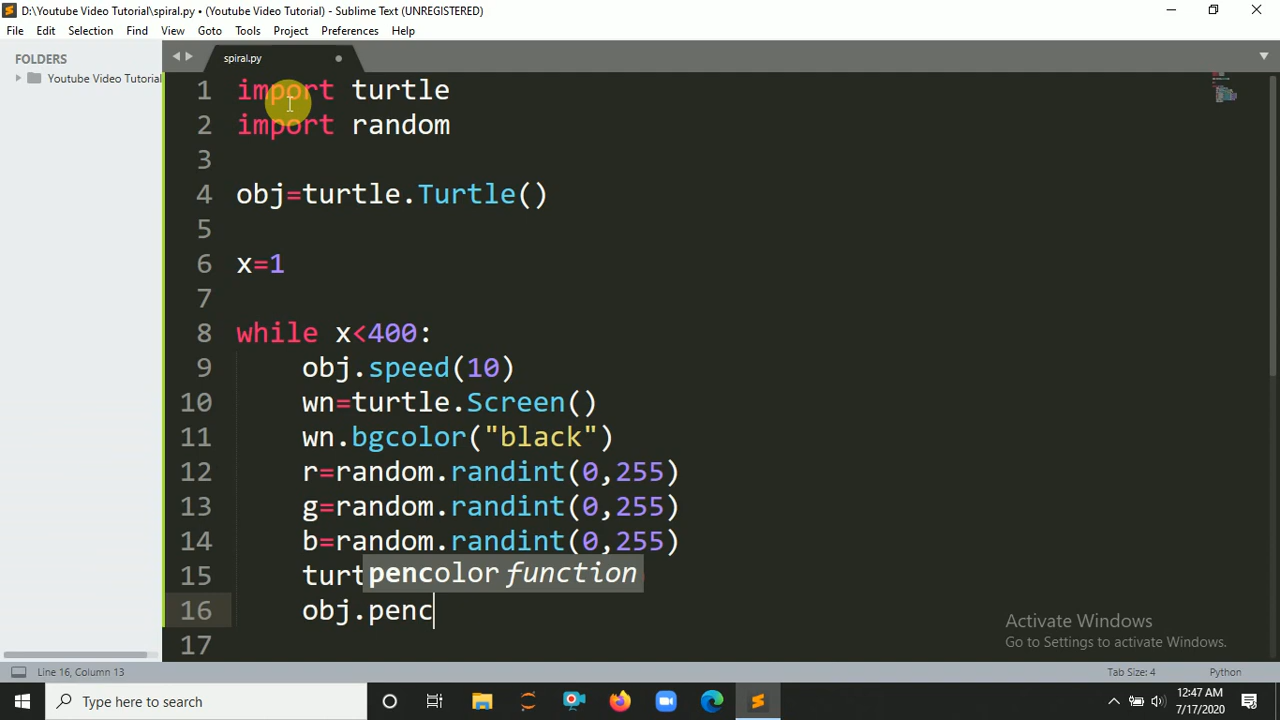 D:\Youtube Video Tutorial\spiral.py • (Youtube Video Tutorial) - Sublime Text (UNREGISTERED)
File Edit Selection Find View Goto Tools Project Preferences Help
FOLDERS
Youtube Video Tutorial
spiral.py
1 import turtle
2 import random
3
4 obj=turtle.Turtle()
5
6 x=1
7
8 while x<400:
9 obj.speed(10)
10 wn=turtle.Screen()
11 wn.bgcolor("black")
12 r=random.randint(0,255)
13 g=random.randint(0,255)
14 b=random.randint(0,255)
15 turt
pencolor function
16 obj.penc
17
Activate Windows
Go to Settings to activate Windows.
Line 16, Column 13
Tab Size: 4
Python
Type here to search
12:47 AM
7/17/2020